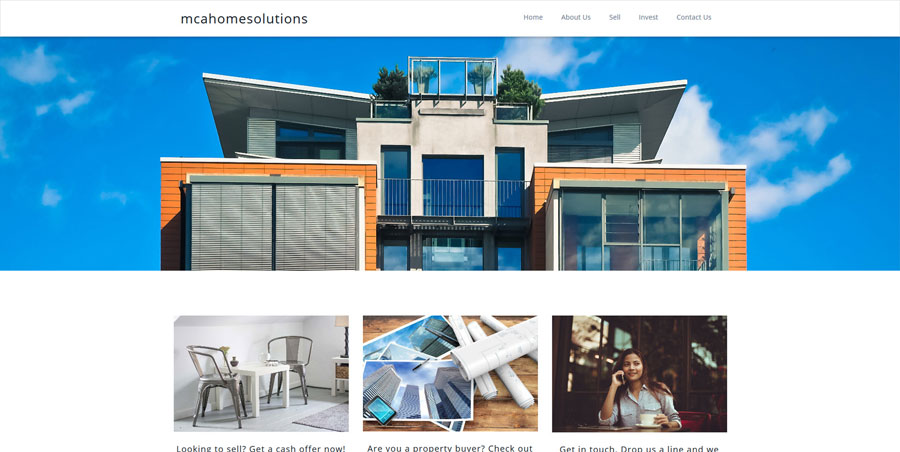 mcahomesolutions
Home About Us Sell Invest Contact Us
Looking to sell? Get a cash offer now!
Are you a property buyer? Check out
Get in touch. Drop us a line and we